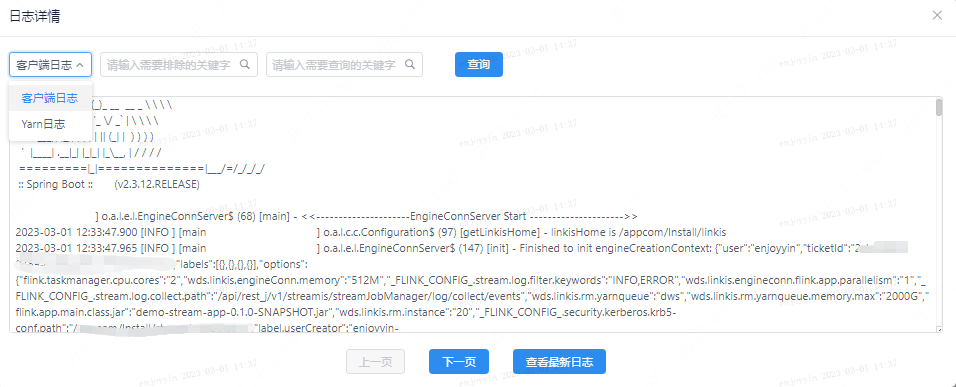 日志详情
客户端日志 请输入需要排除的关键字 请输入需要查询的关键字 查询
客户端日志
Yarn日志
=========|_|==============|___/=/_/_/_/
:: Spring Boot :: (v2.3.12.RELEASE)
] o.a.l.e.l.EngineConnServer$ (68) [main] - <<---------------------EngineConnServer Start --------------------->>
2023-03-01 12:33:47.900 [INFO ] [main ] o.a.l.c.c.Configuration$ (97) [getLinkisHome] - linkisHome is /appcom/Install/linkis
2023-03-01 12:33:47.965 [INFO ] [main ] o.a.l.e.l.EngineConnServer$ (147) [init] - Finished to init engineCreationContext: {"user":"enjoyyin","ticketId":"2
,"labels":[{},{},{},{}],"options":
{"flink.taskmanager.cpu.cores":"2","wds.linkis.engineConn.memory":"512M","_FLINK_CONFIG_.stream.log.filter.keywords":"INFO,ERROR","wds.linkis.engineconn.flink.app.parallelism":"1","_
FLINK_CONFIG_.stream.log.collect.path":"/api/rest_j/v1/streamis/streamJobManager/log/collect/events","wds.linkis.rm.yarnqueue":"dws","wds.linkis.rm.yarnqueue.memory.max":"2000G","
flink.app.main.class.jar":"demo-stream-app-0.1.0-SNAPSHOT.jar","wds.linkis.rm.instance":"20","_FLINK_CONFIG_.security.kerberos.krb5-
conf.path":"/ /Install/ ","label.userCreator":"enjoyyin-
上一页 下一页 查看最新日志